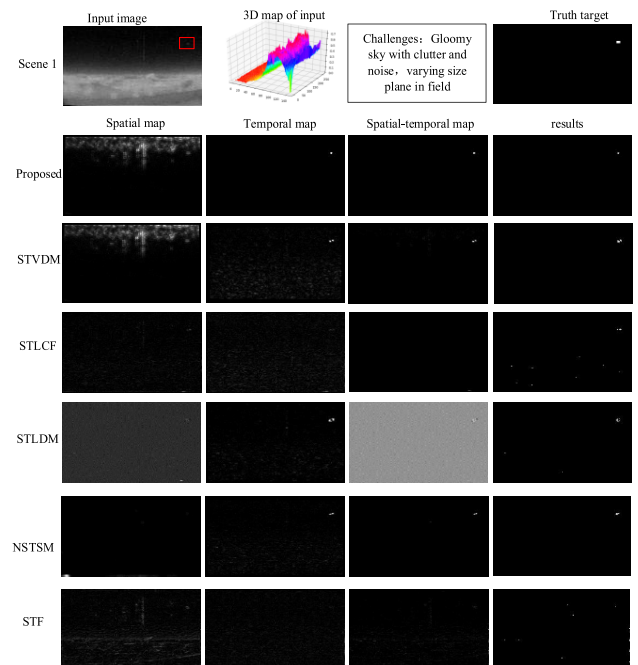 Input image
3D map of input
Truth target
Scene 1
Challenges：Gloomy
sky with clutter and
noise，varying size
plane in field
Spatial map
Temporal map
Spatial-temporal map
results
Proposed
STVDM
STLCF
STLDM
NSTSM
STF